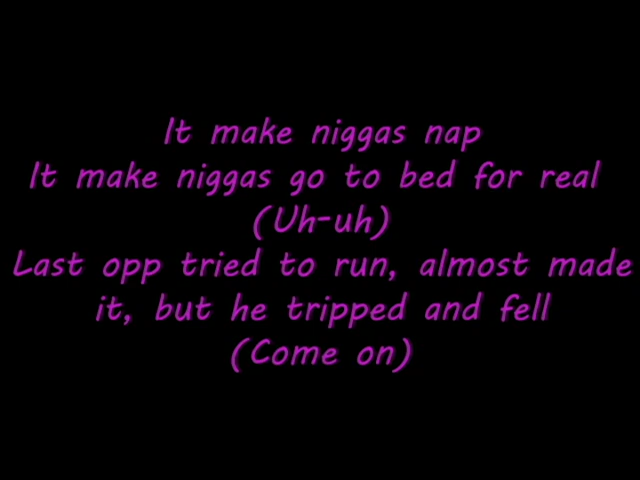 It make niggas nap
It make niggas go to bed for real
(Uh-uh)
Last opp tried to run, almost made
it, but he tripped and fell
(Come on)